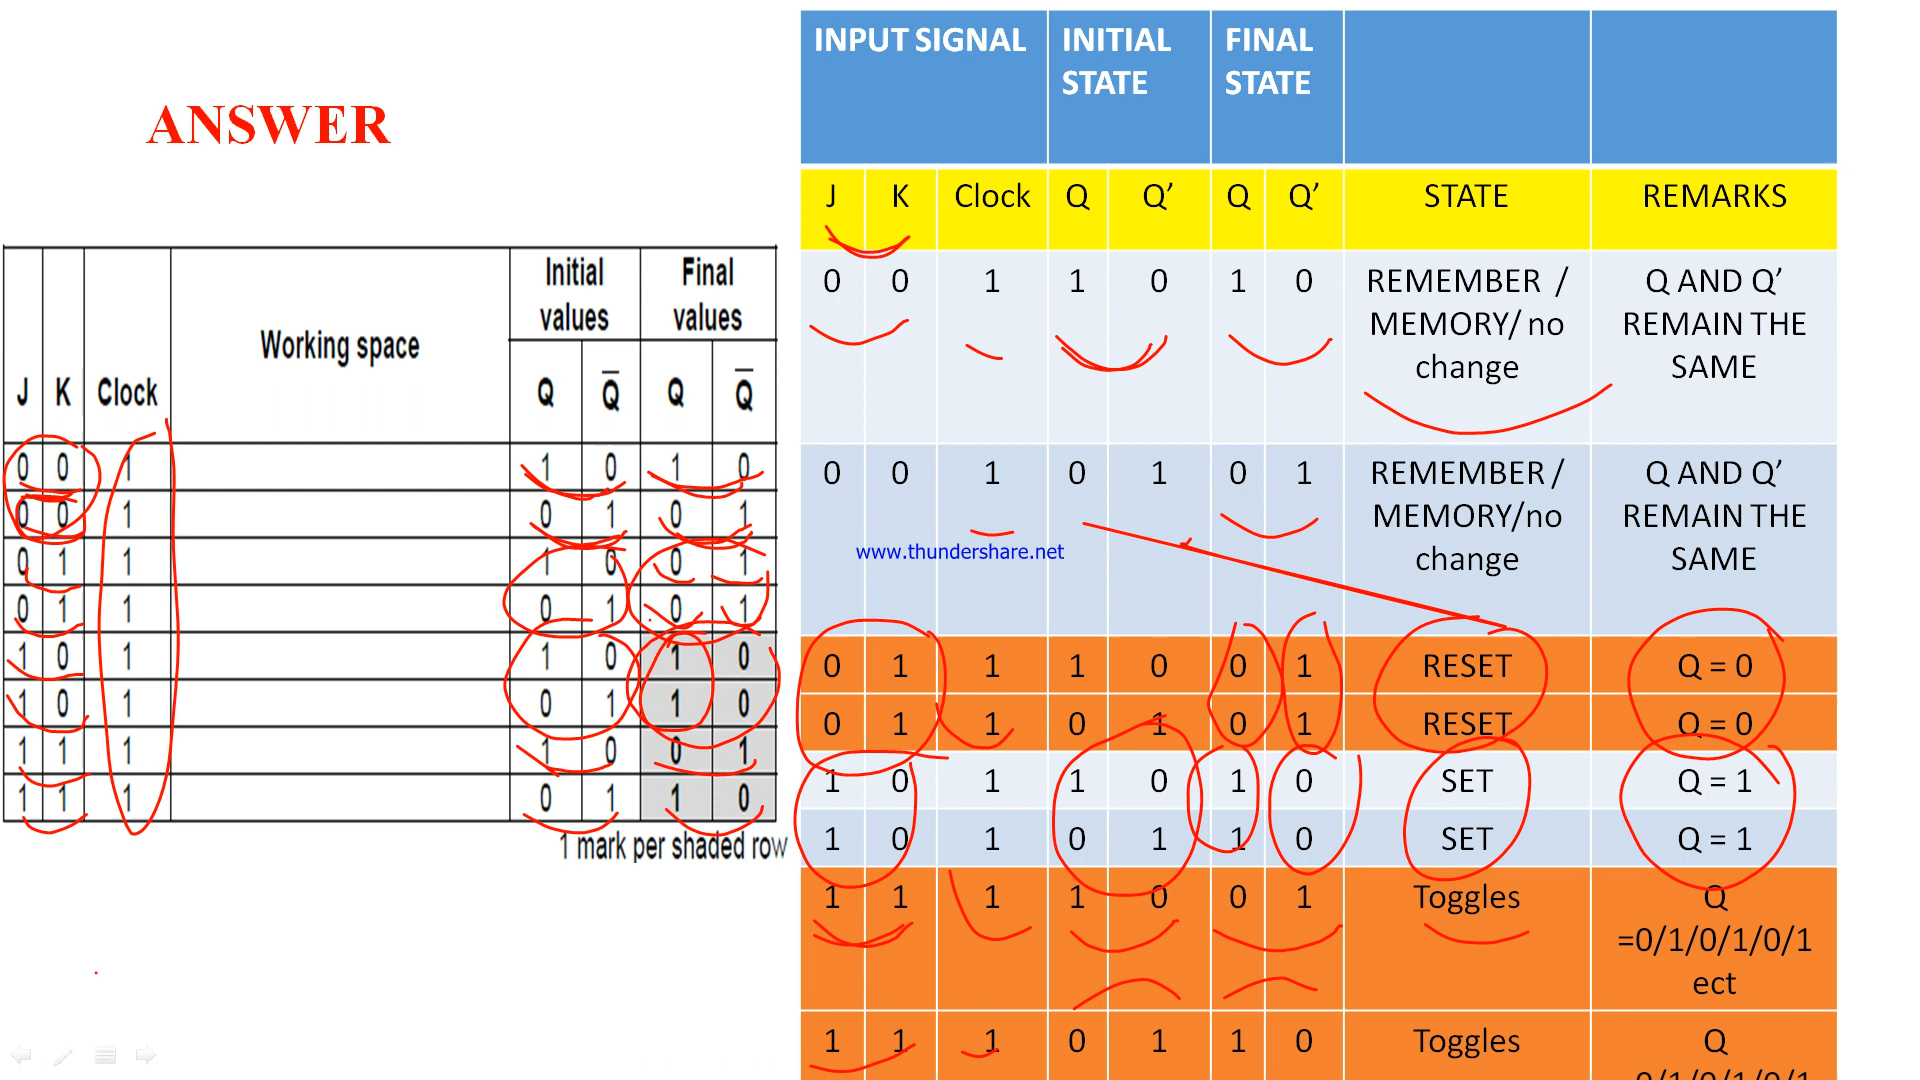 ANSWER
J K Clock Working space Initial values Final values
Q Q̅ Q Q̅
0 0 1 1 0 1 0
0 0 1 0 1 0 1
0 1 1 1 0 0 1
0 1 1 0 1 0 1
1 0 1 1 0 1 0
1 0 1 0 1 1 0
1 1 1 1 0 0 1
1 1 1 0 1 1 0
1 mark per shaded row
INPUT SIGNAL INITIAL STATE FINAL STATE
J K Clock Q Q’ Q Q’ STATE REMARKS
0 0 1 1 0 1 0 REMEMBER / Q AND Q’
MEMORY/ no REMAIN THE
change SAME
0 0 1 0 1 0 1 REMEMBER / Q AND Q’
MEMORY/no REMAIN THE
change SAME
www.thundershare.net
0 1 1 1 0 0 1 RESET Q = 0
0 1 1 0 1 0 1 RESET Q = 0
1 0 1 1 0 1 0 SET Q = 1
1 0 1 0 1 1 0 SET Q = 1
1 1 1 1 0 0 1 Toggles Q
=0/1/0/1/0/1
ect
1 1 1 0 1 1 0 Toggles Q